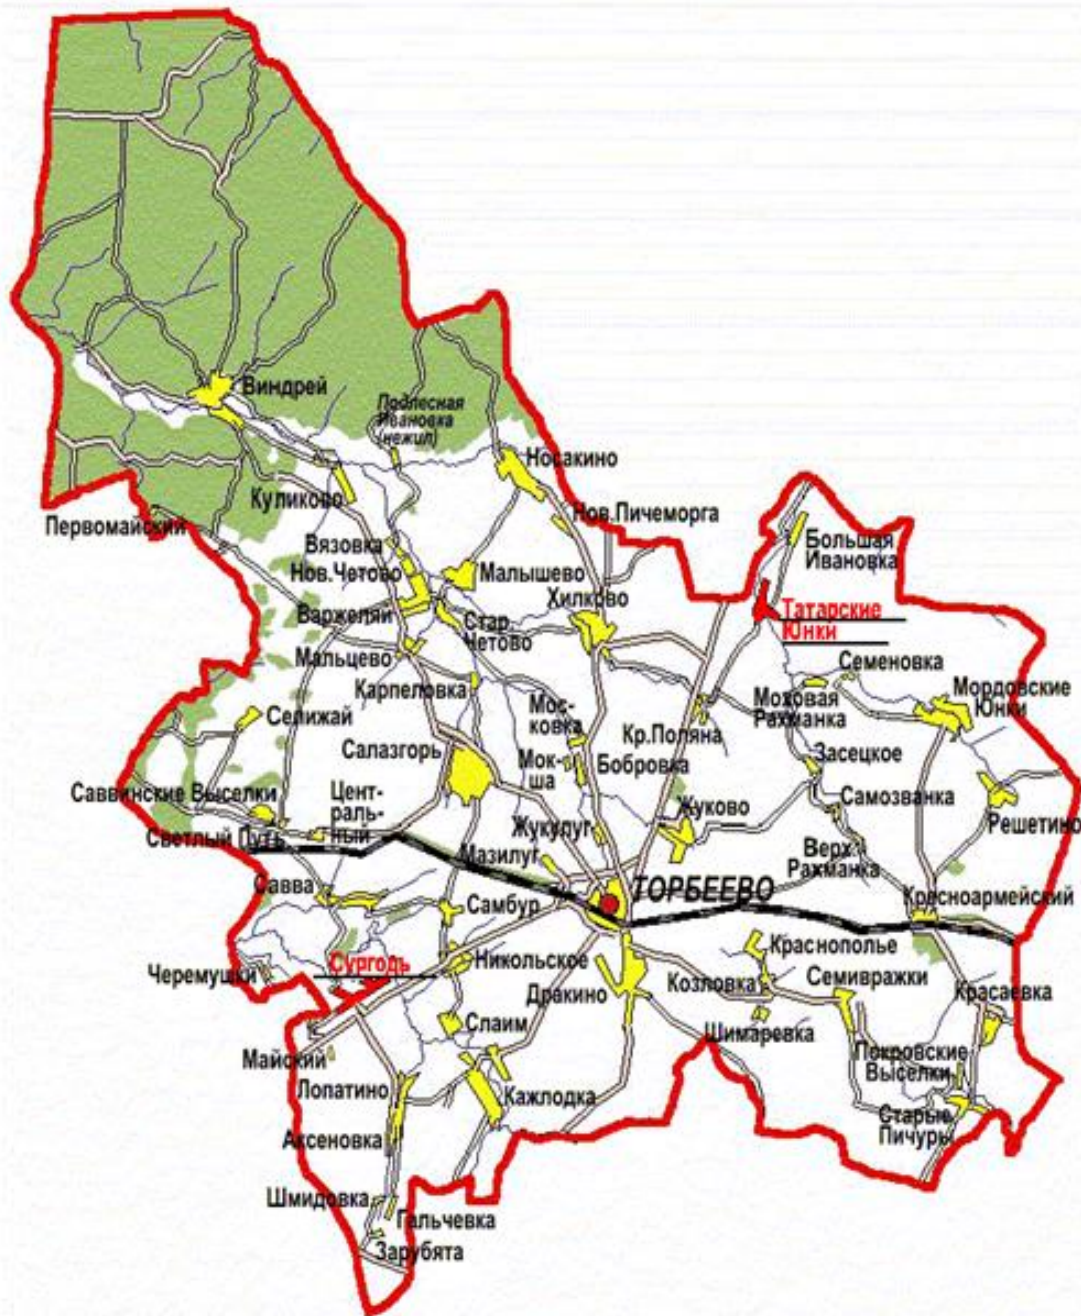 Виндрей
Подлесная
Ивановка
(нежил)
Носакино
Куликово
Нов.Пичеморга
Первомайский
Большая
Ивановка
Вязовка
Нов.Четово
Малышево
Хилково
Варжеляй
Стар.
Четово
Татарские
Юнки
Мальцево
Семеновка
Карпеловка
Моховая
Рахманка
Мордовские
Юнки
Селижай
Мос-
ковка
Кр.Поляна
Салазгорь
Мок-
ша
Бобровка
Засецкое
Саввинские Выселки
Цент-
раль-
ный
Жуково
Самозванка
Решетино
Светлый Путь
Жукулуг
Мазилуг
Верх.
Рахманка
Савва
ТОРБЕЕВО
Красноармейский
Самбур
Краснополье
Черемушки
Сургодь
Никольское
Дракино
Козловка
Семивражки
Красаевка
Слаим
Шимаревка
Майский
Лопатино
Кажлодка
Покровские
Выселки
Аксеновка
Старые
Пичуры
Шмидовка
Гальчевка
Зарубята